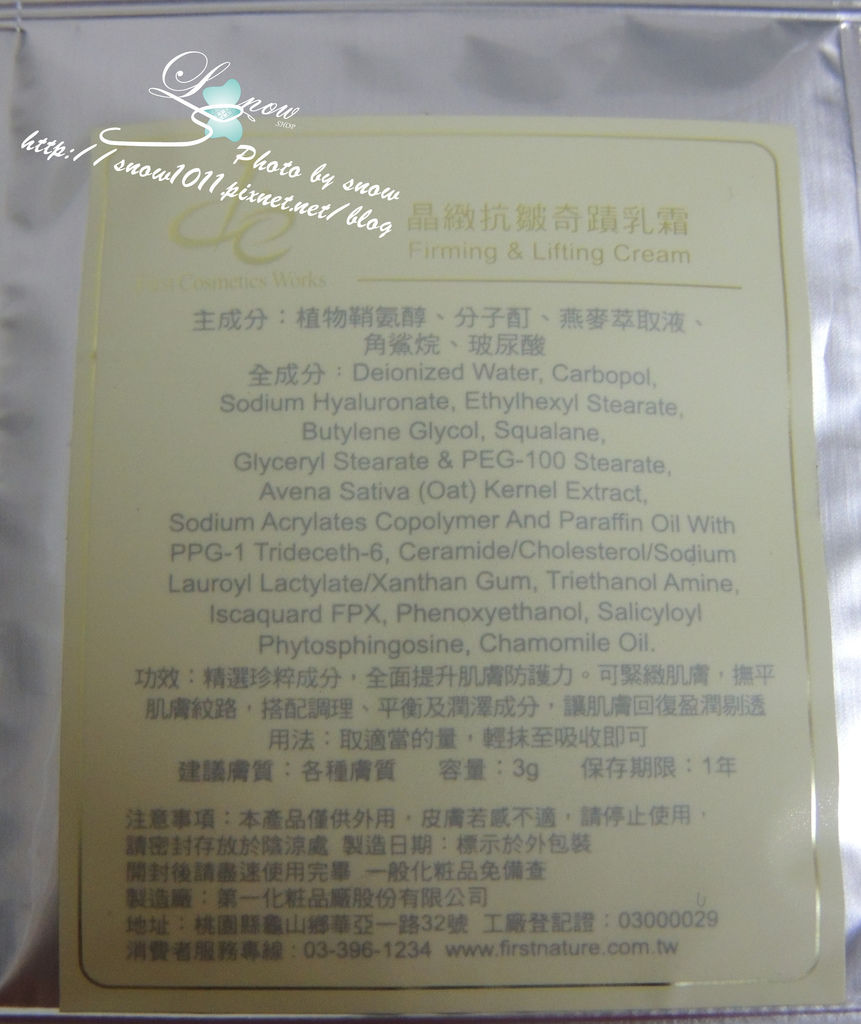 Snow
SHOP
Photo by snow
http://snow1011.pixnet.net/blog
de
Cosmetics Works
晶緻抗皺奇蹟乳霜
Firming & Lifting Cream
主成分：植物鞘氨醇、分子酊、燕麥萃取液、
角鯊烷、玻尿酸
全成分：Deionized Water, Carbopol,
Sodium Hyaluronate, Ethylhexyl Stearate,
Butylene Glycol, Squalane,
Glyceryl Stearate & PEG-100 Stearate,
Avena Sativa (Oat) Kernel Extract,
Sodium Acrylates Copolymer And Paraffin Oil With
PPG-1 Trideceth-6, Ceramide/Cholesterol/Sodium
Lauroyl Lactylate/Xanthan Gum, Triethanol Amine,
Iscaquard FPX, Phenoxyethanol, Salicyloyl
Phytosphingosine, Chamomile Oil.
功效：精選珍粹成分，全面提升肌膚防護力。可緊緻肌膚，撫平
肌膚紋路，搭配調理、平衡及潤澤成分，讓肌膚回復盈潤剔透
用法：取適當的量，輕抹至吸收即可
建議膚質：各種膚質 容量：3g 保存期限：1年
注意事項：本產品僅供外用，皮膚若感不適，請停止使用，
請密封存放於陰涼處 製造日期：標示於外包裝
開封後請盡速使用完畢 一般化粧品免備查
製造廠：第一化粧品廠股份有限公司
地址：桃園縣龜山鄉華亞一路32號 工廠登記證：03000029
消費者服務專線：03-396-1234 www.firstnature.com.tw